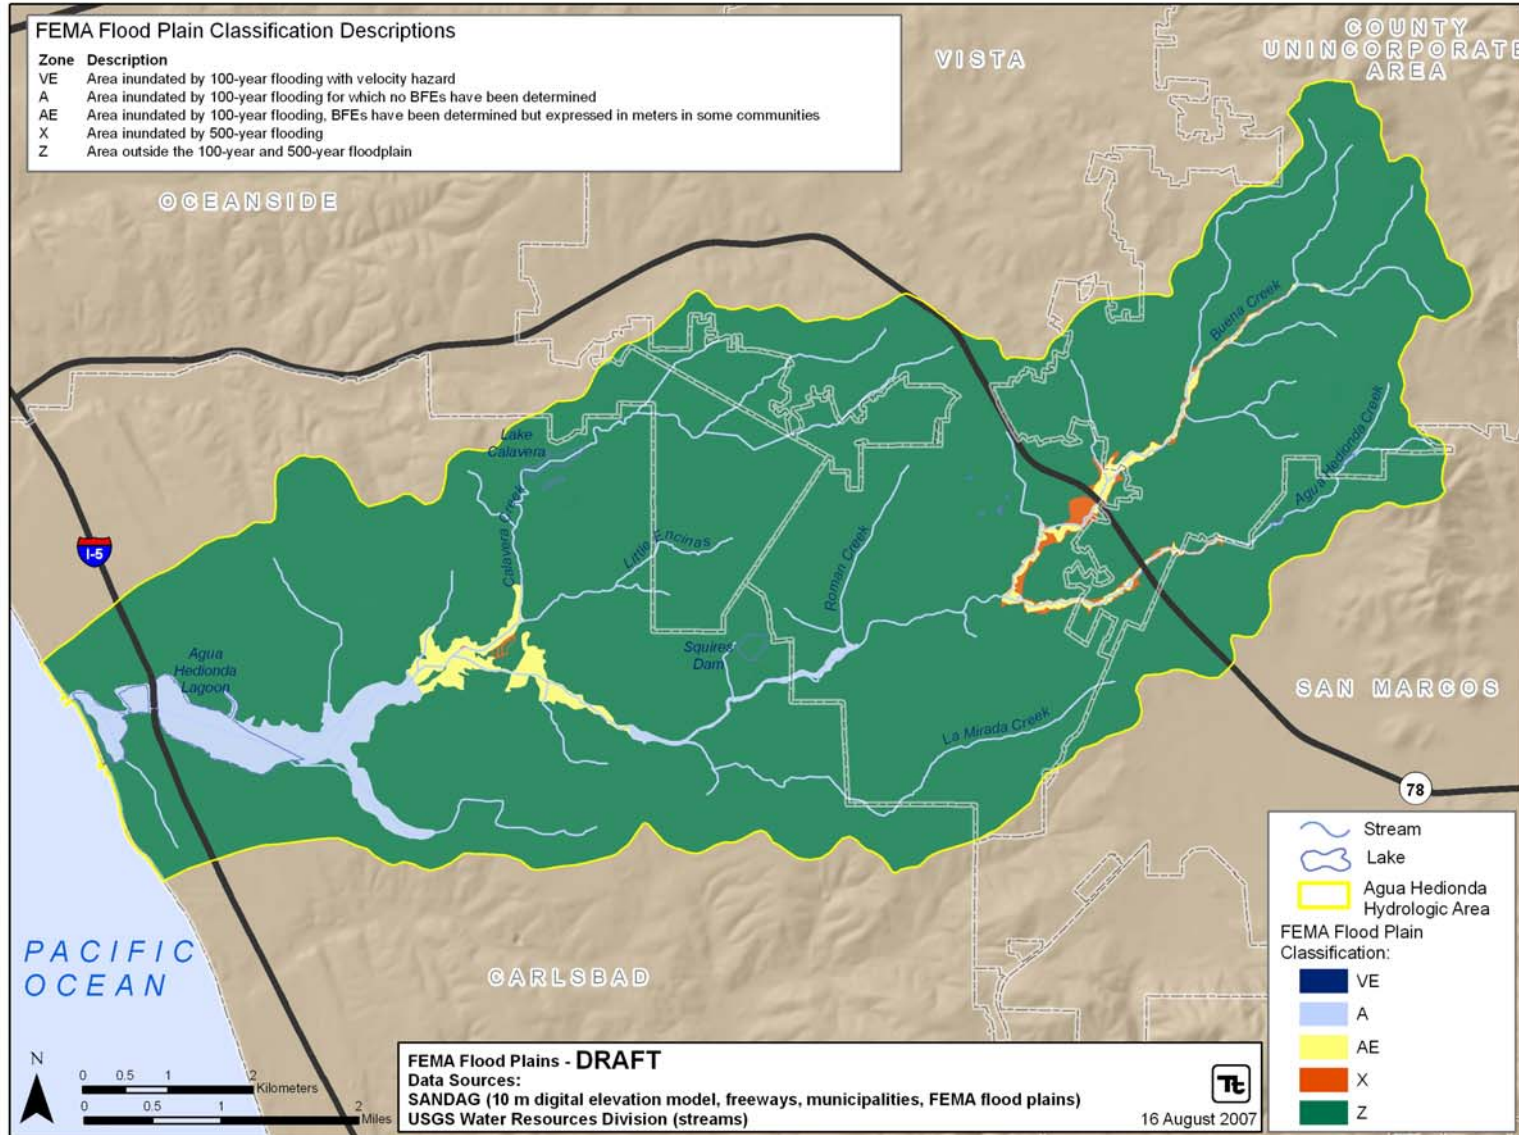 FEMA Flood Plain Classification Descriptions
Zone Description
VE Area inundated by 100-year flooding with velocity hazard
A Area inundated by 100-year flooding for which no BFEs have been determined
AE Area inundated by 100-year flooding, BFEs have been determined but expressed in meters in some communities
X Area inundated by 500-year flooding
Z Area outside the 100-year and 500-year floodplain
VISTA
COUNTY
UNINCORPORATE
AREA
OCEANSIDE
Buena Creek
Lake
Calavera
Agua Hedionda Creek
Calavera Creek
Little Encinas
Roman Creek
I-5
Agua
Hedionda
Lagoon
Squires
Dam
La Mirada Creek
SAN MARCOS
78
PACIFIC
OCEAN
CARLSBAD
Stream
Lake
Agua Hedionda
Hydrologic Area
FEMA Flood Plain
Classification:
VE
A
AE
X
Z
N
0 0.5 1 2
Kilometers
0 0.5 1 2
Miles
FEMA Flood Plains - DRAFT
Data Sources:
SANDAG (10 m digital elevation model, freeways, municipalities, FEMA flood plains)
USGS Water Resources Division (streams)
Tt
16 August 2007